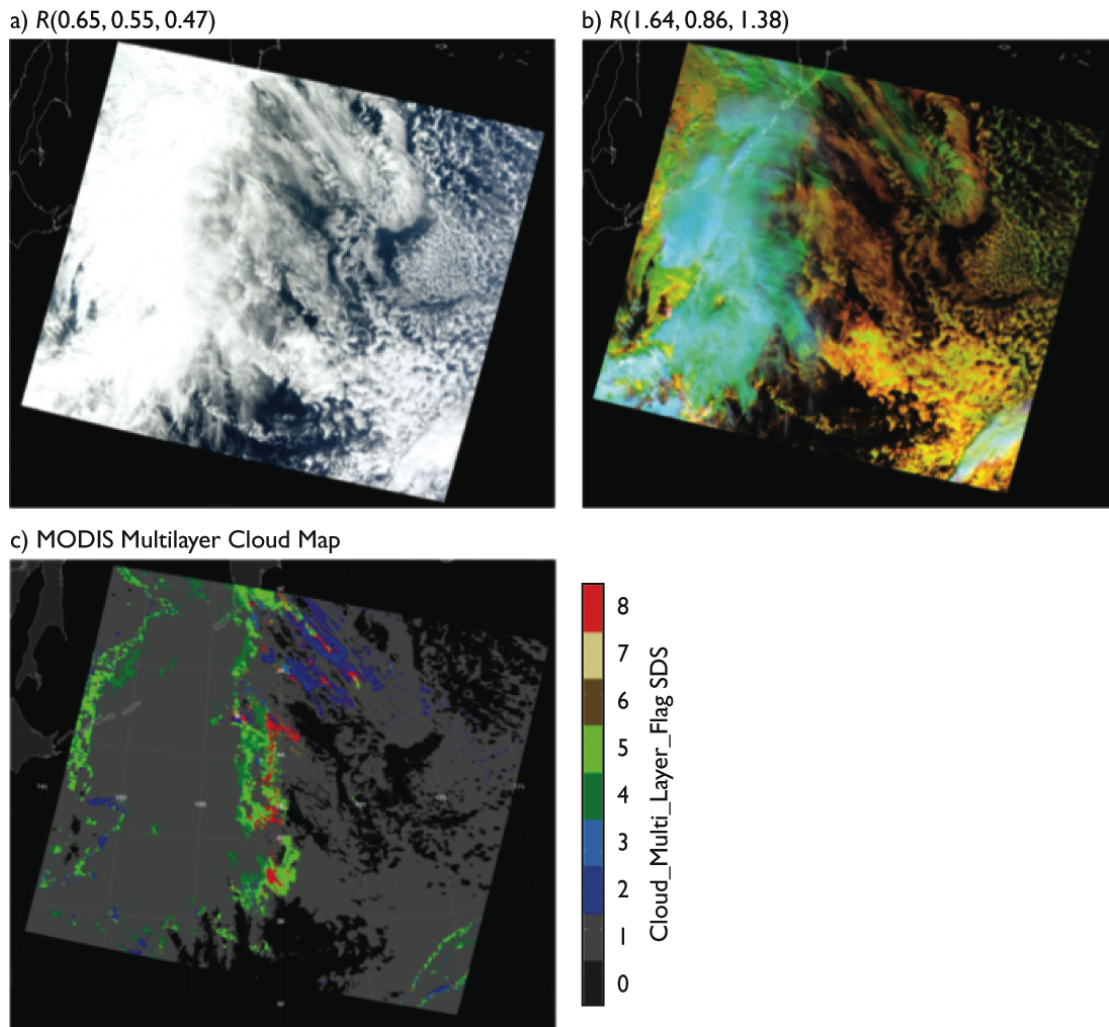 a) R(0.65, 0.55, 0.47)
b) R(1.64, 0.86, 1.38)
c) MODIS Multilayer Cloud Map
8
7
6
5
4
3
2
1
0
Cloud_Multi_Layer_Flag SDS